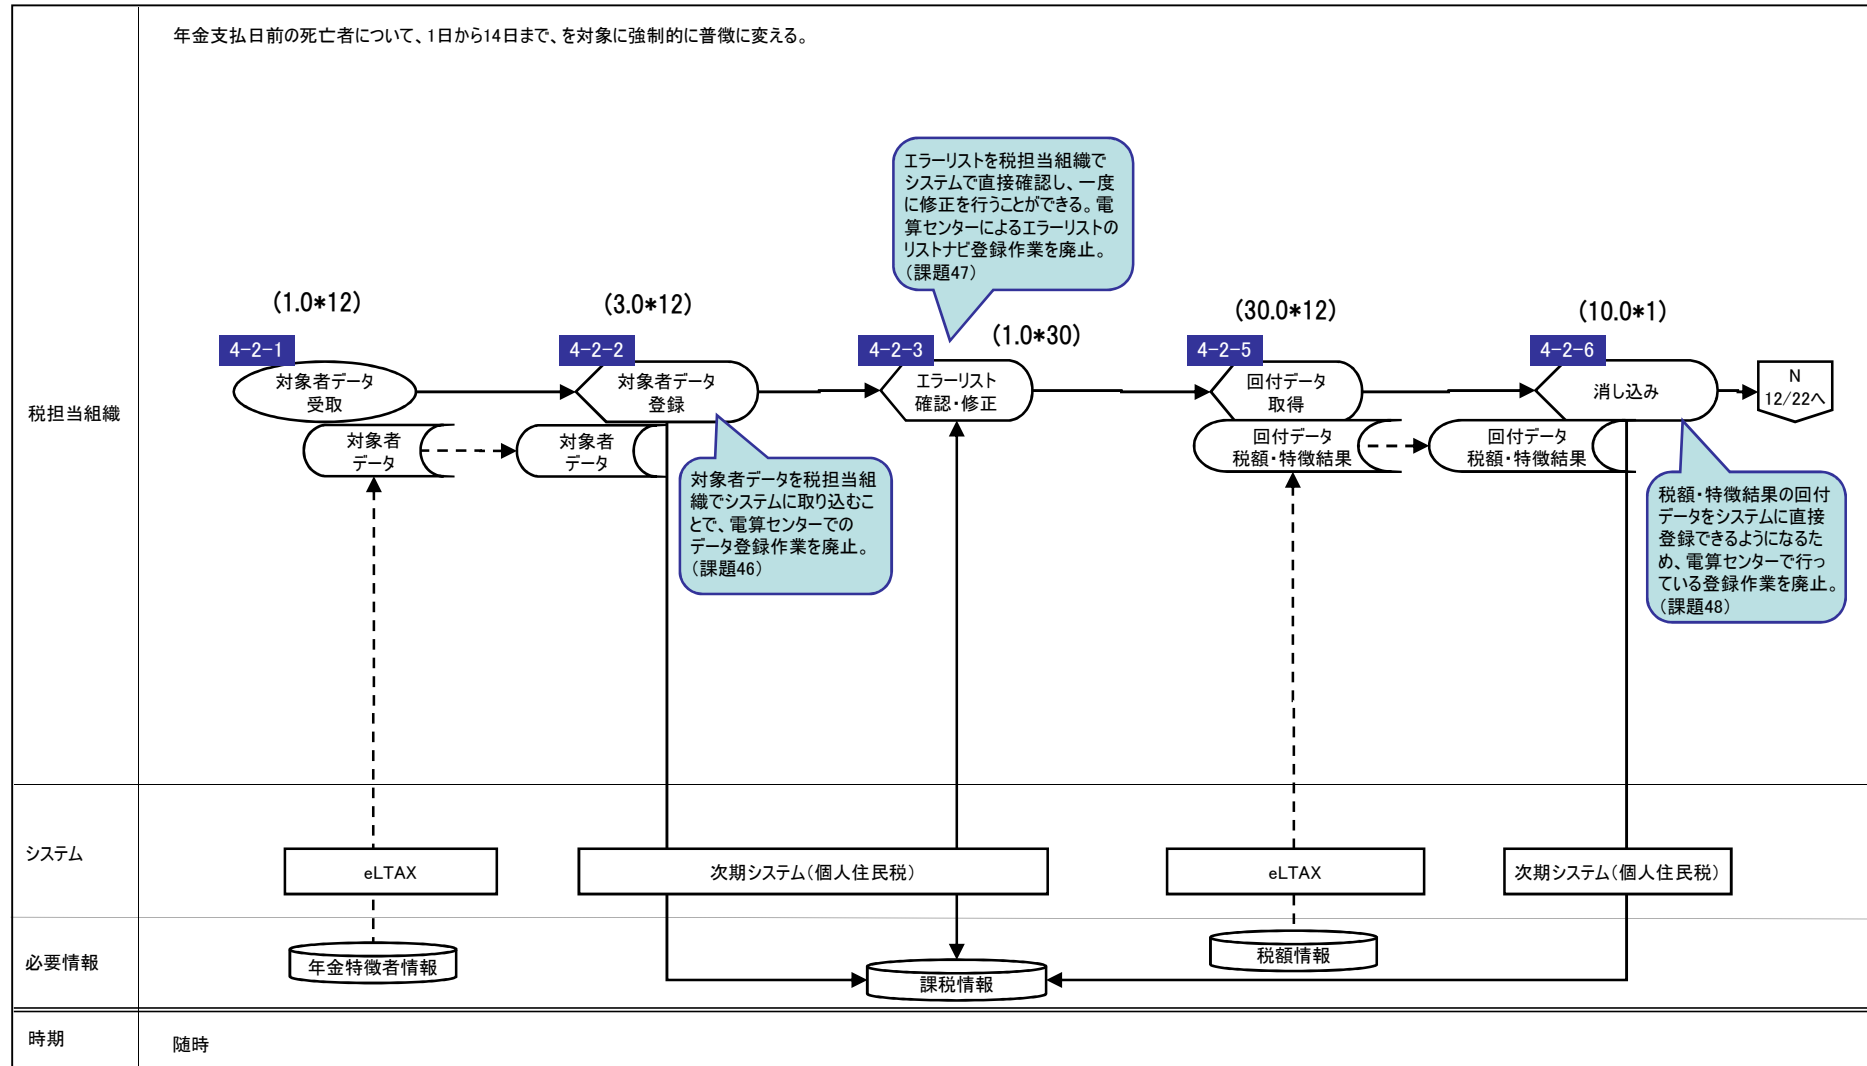 年金支払日前の死亡者について、1日から14日まで、を対象に強制的に普徴に変える。
税担当組織
エラーリストを税担当組織で
システムで直接確認し、一度
に修正を行うことができる。電
算センターによるエラーリストの
リストナビ登録作業を廃止。
（課題47）
(1.0*12)
4-2-1
対象者データ
受取
対象者
データ
(3.0*12)
4-2-2
対象者データ
登録
対象者
データ
対象者データを税担当組
織でシステムに取り込むこ
とで、電算センターでの
データ登録作業を廃止。
（課題46）
(1.0*30)
4-2-3
エラーリスト
確認・修正
(30.0*12)
4-2-5
回付データ
取得
回付データ
税額・特徴結果
(10.0*1)
4-2-6
消し込み
回付データ
税額・特徴結果
税額・特徴結果の回付
データをシステムに直接
登録できるようになるた
め、電算センターで行っ
ている登録作業を廃止。
（課題48）
N
12/22へ
システム
eLTAX
次期システム（個人住民税）
eLTAX
次期システム（個人住民税）
必要情報
年金特徴者情報
課税情報
税額情報
時期
随時